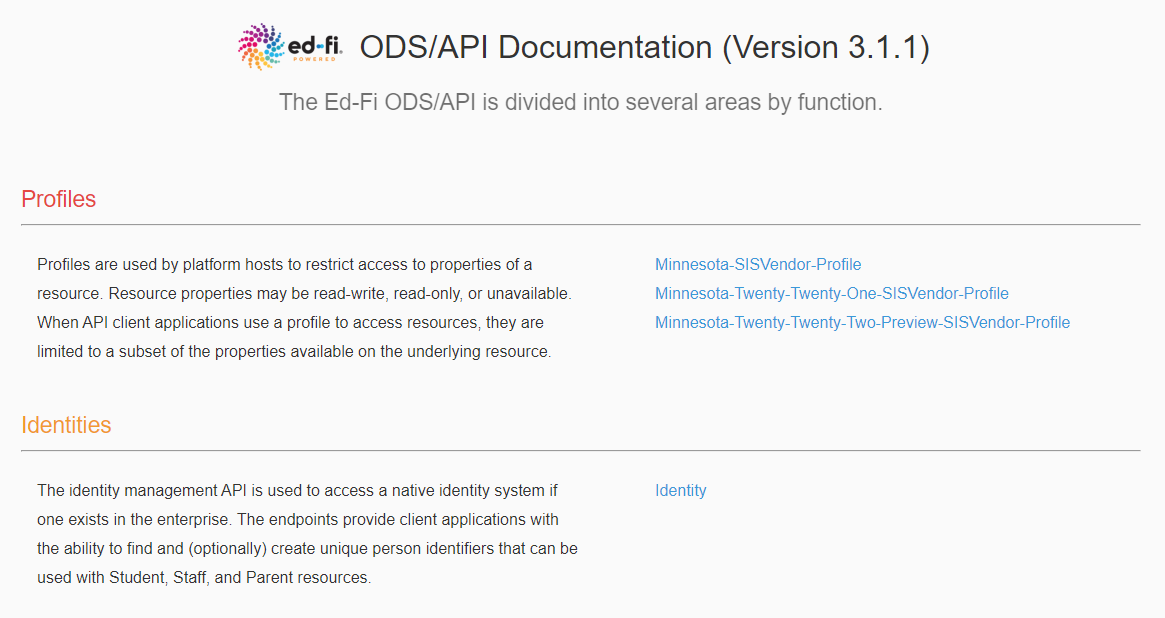 ed-fi.
POWERED
ODS/API Documentation (Version 3.1.1)
The Ed-Fi ODS/API is divided into several areas by function.
Profiles
Profiles are used by platform hosts to restrict access to properties of a
resource. Resource properties may be read-write, read-only, or unavailable.
When API client applications use a profile to access resources, they are
limited to a subset of the properties available on the underlying resource.
Minnesota-SISVendor-Profile
Minnesota-Twenty-Twenty-One-SISVendor-Profile
Minnesota-Twenty-Twenty-Two-Preview-SISVendor-Profile
Identities
The identity management API is used to access a native identity system if
one exists in the enterprise. The endpoints provide client applications with
the ability to find and (optionally) create unique person identifiers that can be
used with Student, Staff, and Parent resources.
Identity